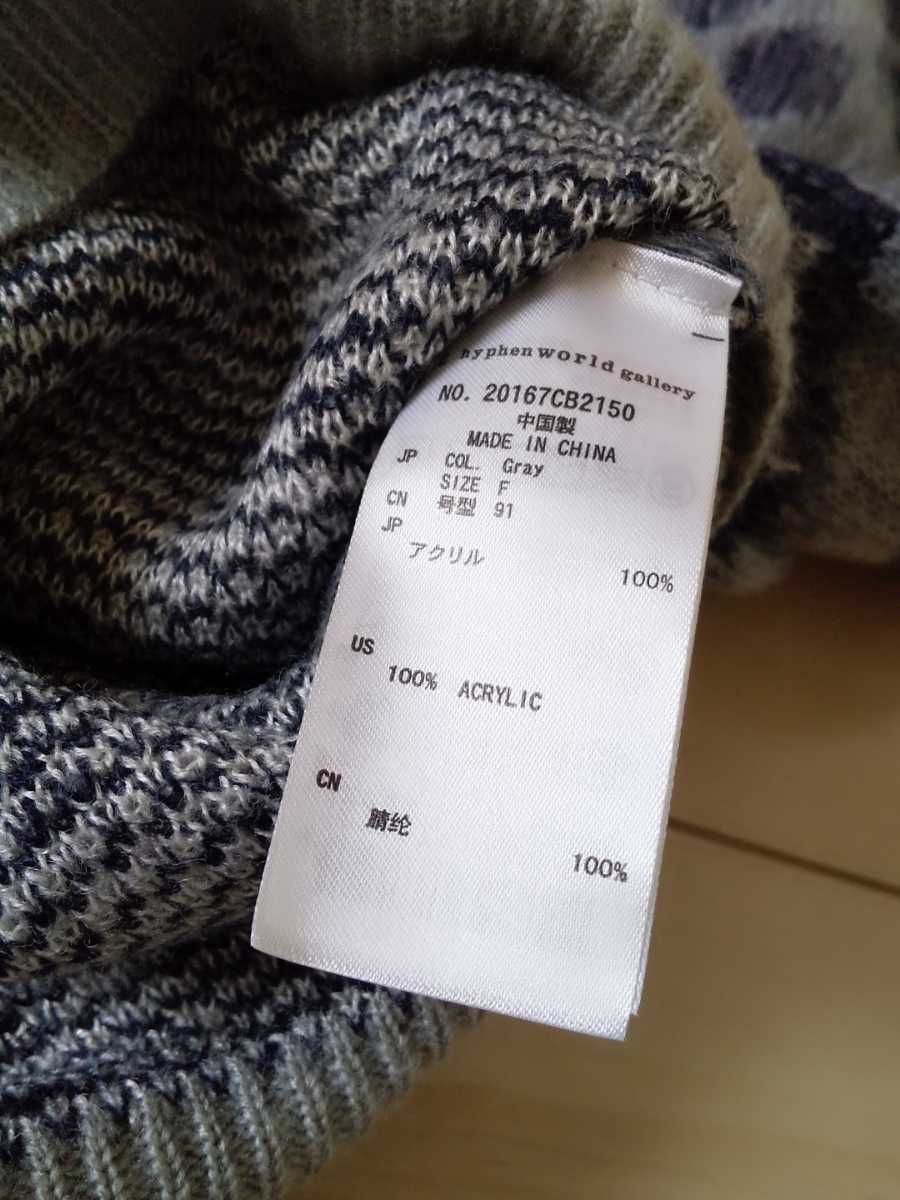 hyphen world gallery
NO. 20167CB2150
中国製
MADE IN CHINA
JP COL. Gray
SIZE F
CN 号型 91
JP
アクリル 100%
US
100% ACRYLIC
CN
腈纶 100%